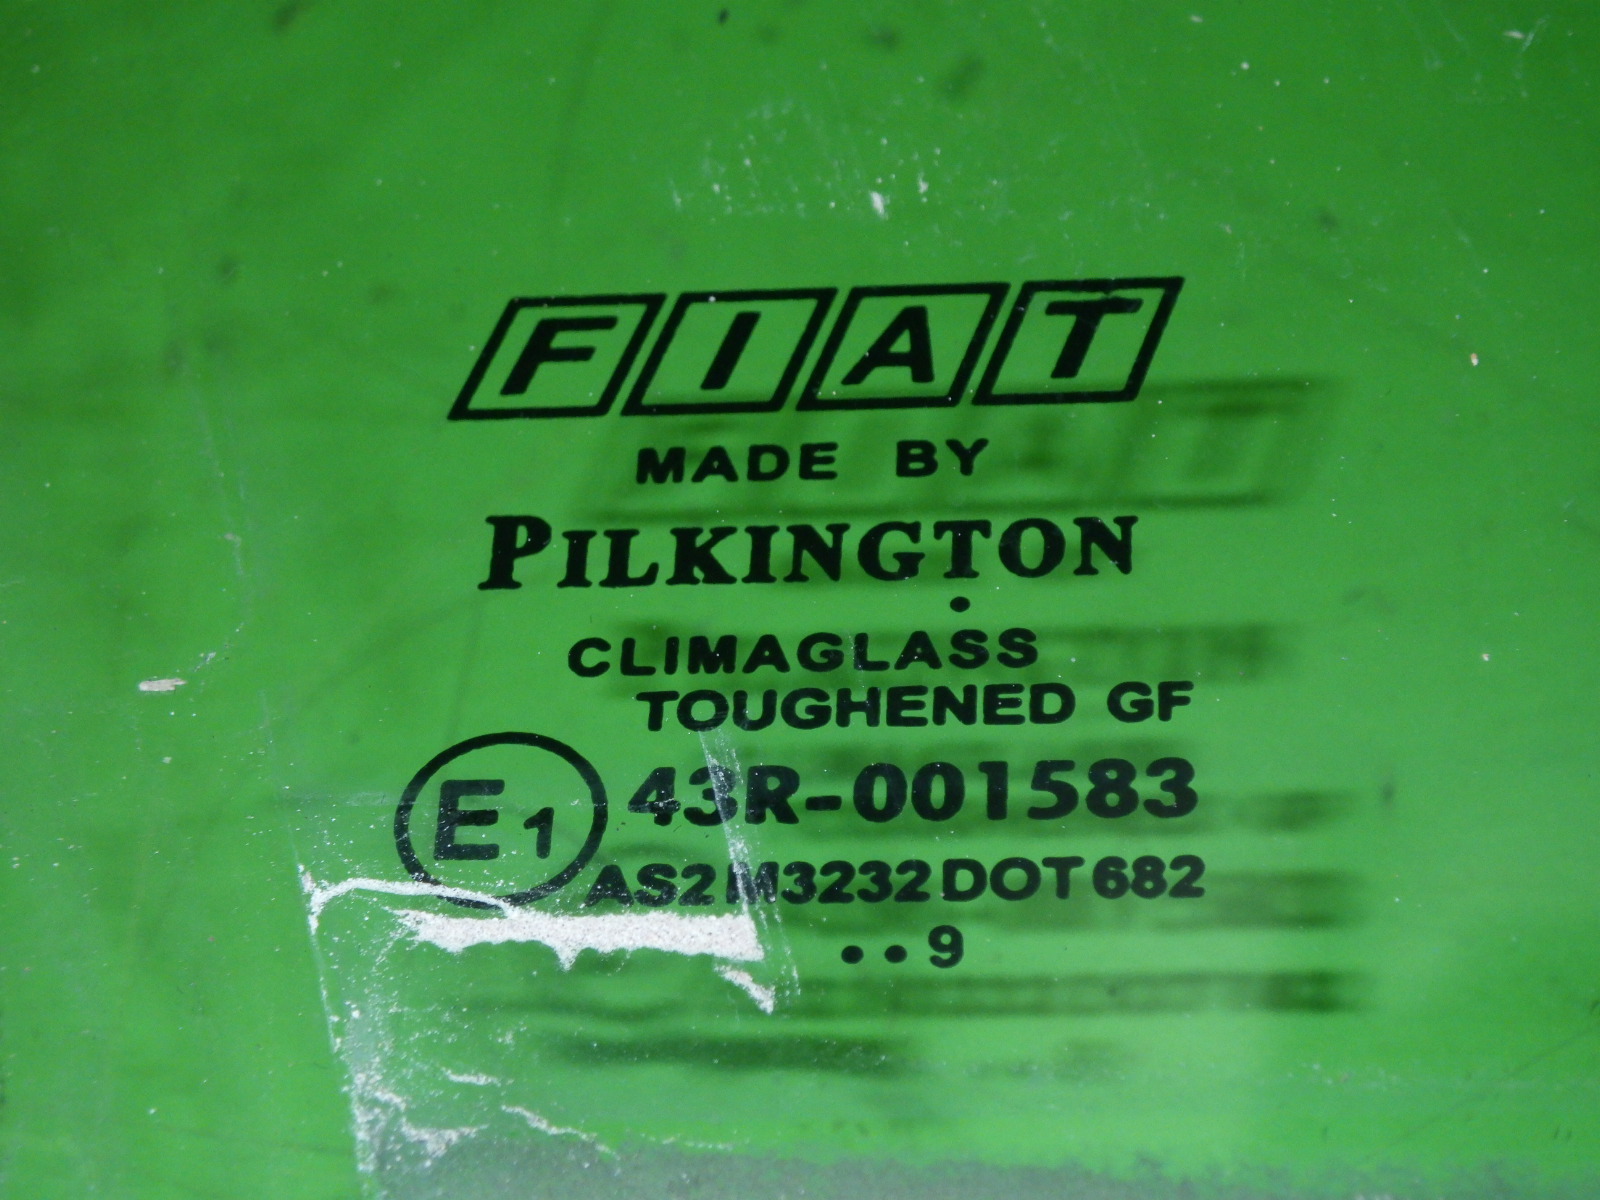 FIAT
MADE BY
PILKINGTON
.
CLIMAGLASS
TOUGHENED GF
E1 43R-001583
AS2 M3232 DOT 682
..9